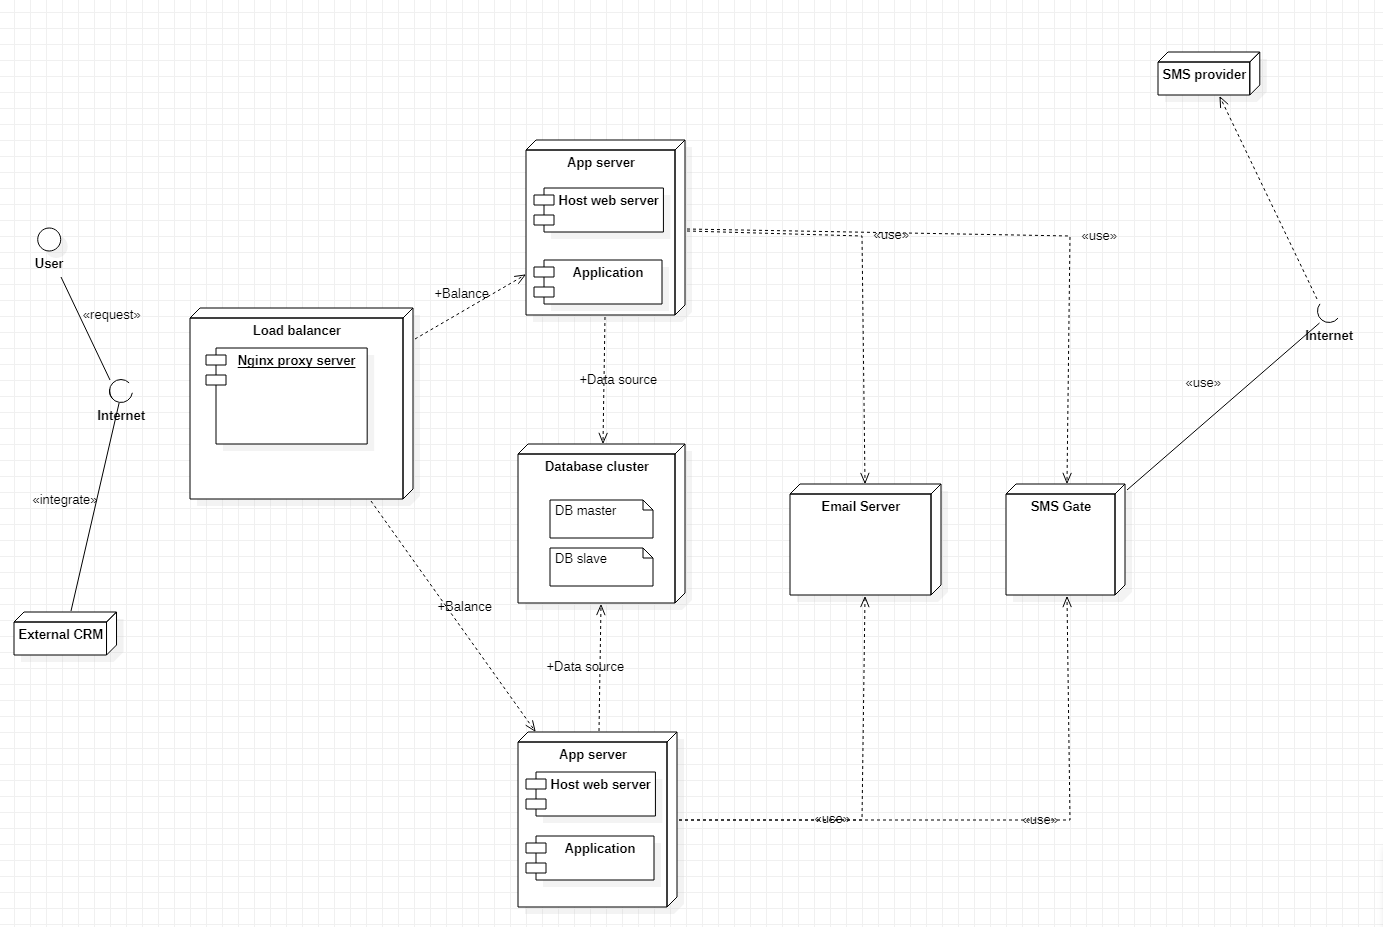 SMS provider
App server
Host web server
Application
«use»
«use»
User
«request»
+Balance
Load balancer
Nginx proxy server
Internet
Internet
+Data source
«use»
«integrate»
Database cluster
DB master
DB slave
Email Server
SMS Gate
+Balance
External CRM
+Data source
App server
Host web server
Application
«use»
«use»